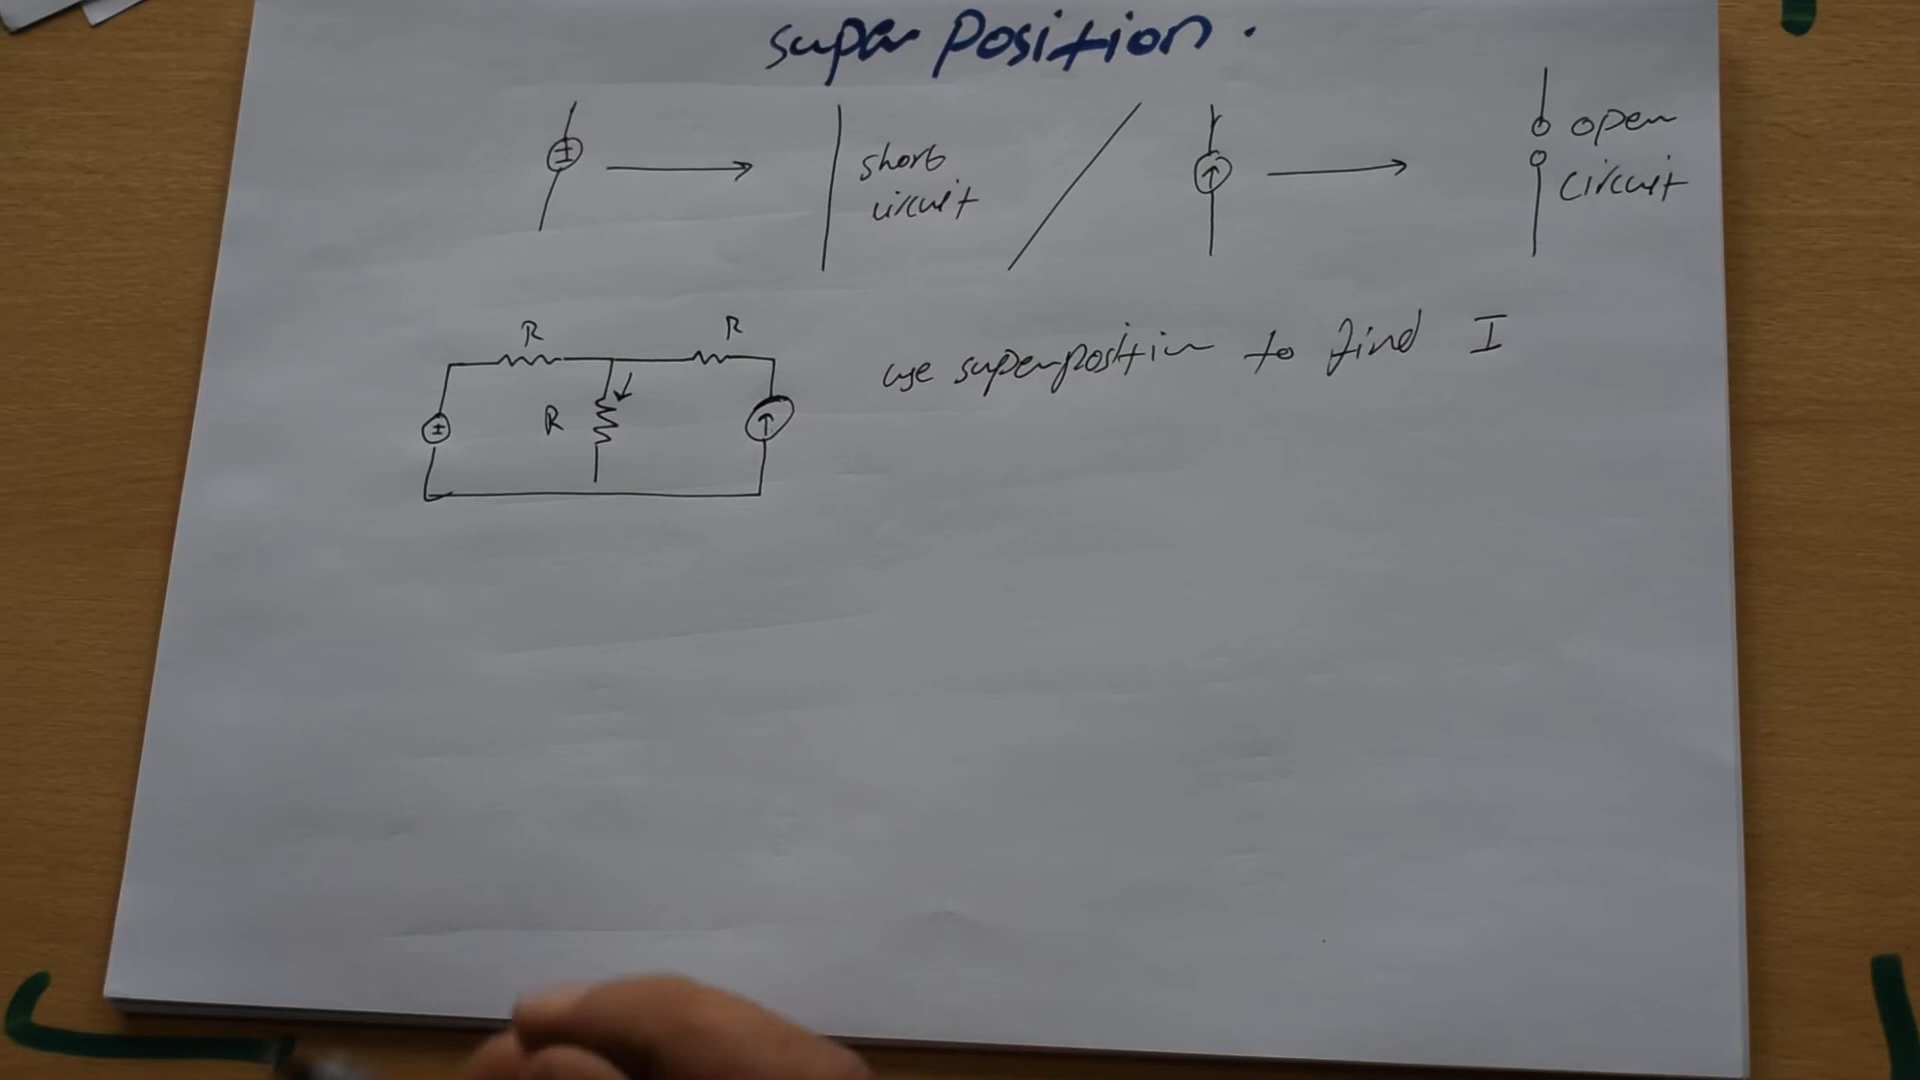 super position.
short
circuit
open
circuit
R
R
use superposition to find I
R